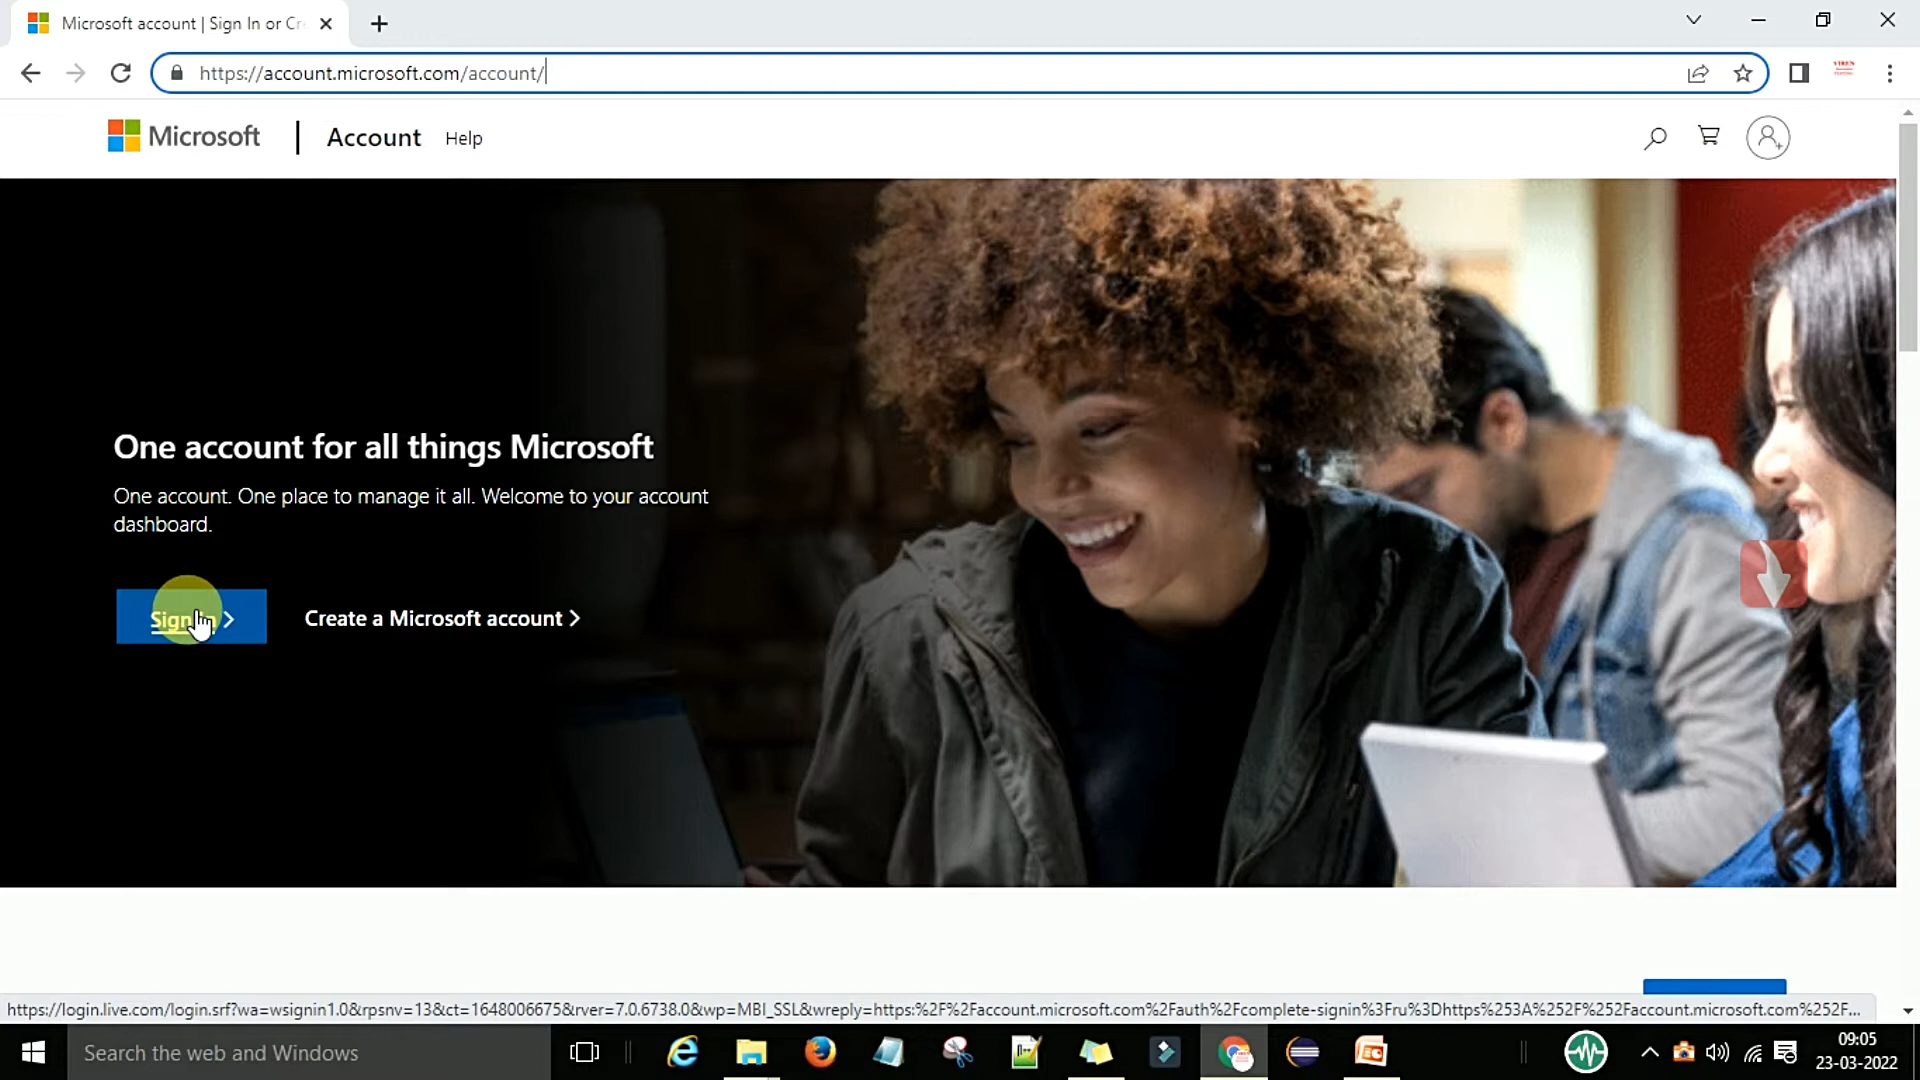 Microsoft account | Sign In or Cr
https://account.microsoft.com/account/
VIREN
Microsoft
Account
Help
One account for all things Microsoft
One account. One place to manage it all. Welcome to your account
dashboard.
Sign in
Create a Microsoft account
https://login.live.com/login.srf?wa=wsignin1.0&rpsnv=13&ct=1648006675&rver=7.0.6738.0&wp=MBI_SSL&wreply=https:%2F%2Faccount.microsoft.com%2Fauth%2Fcomplete-signin%3Fru%3Dhttps%253A%252F%252Faccount.microsoft.com%252F...
Search the web and Windows
09:05
23-03-2022